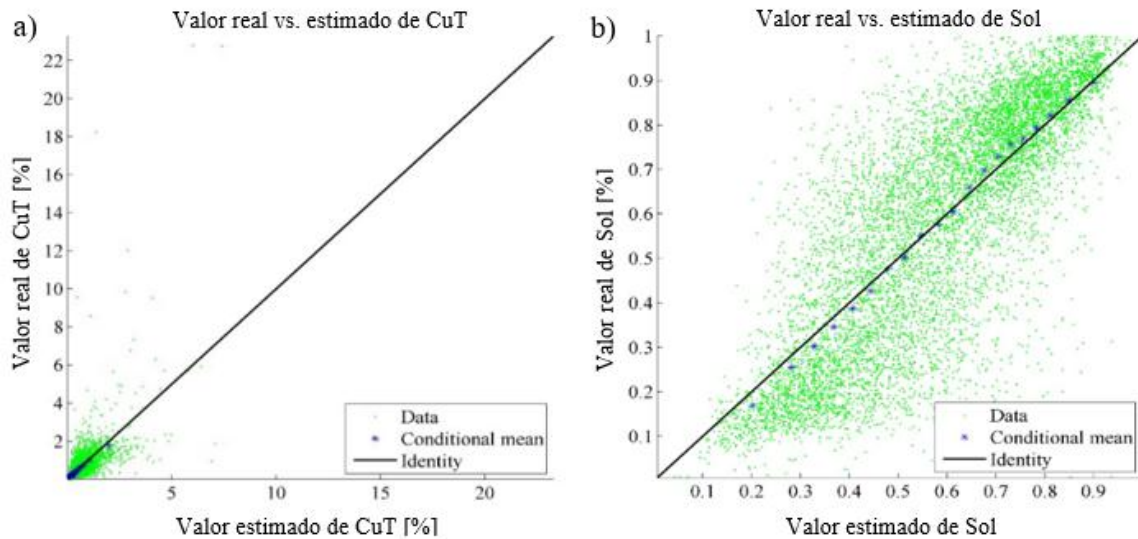 a)
Valor real vs. estimado de CuT
22
20
18
16
14
12
10
8
6
4
2
5
10
15
20
Valor real de CuT [%]
Valor estimado de CuT [%]
Data
Conditional mean
Identity
b)
Valor real vs. estimado de Sol
1
0.9
0.8
0.7
0.6
0.5
0.4
0.3
0.2
0.1
0.1
0.2
0.3
0.4
0.5
0.6
0.7
0.8
0.9
Valor real de Sol [%]
Valor estimado de Sol
Data
Conditional mean
Identity